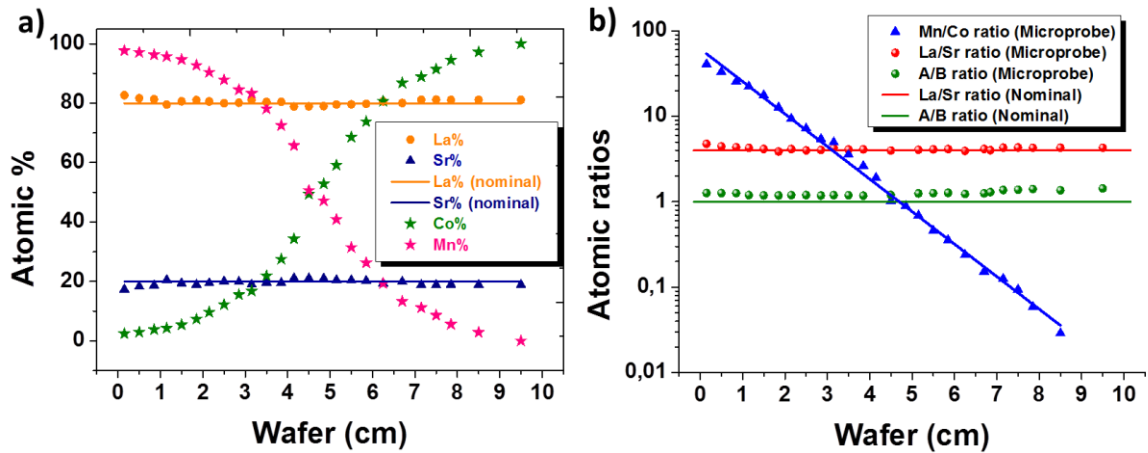 a)
Atomic %
100
80
60
40
20
0
La%
Sr%
La% (nominal)
Sr% (nominal)
Co%
Mn%
0 1 2 3 4 5 6 7 8 9 10
Wafer (cm)
b)
Atomic ratios
100
10
1
0,1
0,01
Mn/Co ratio (Microprobe)
La/Sr ratio (Microprobe)
A/B ratio (Microprobe)
La/Sr ratio (Nominal)
A/B ratio (Nominal)
0 1 2 3 4 5 6 7 8 9 10
Wafer (cm)